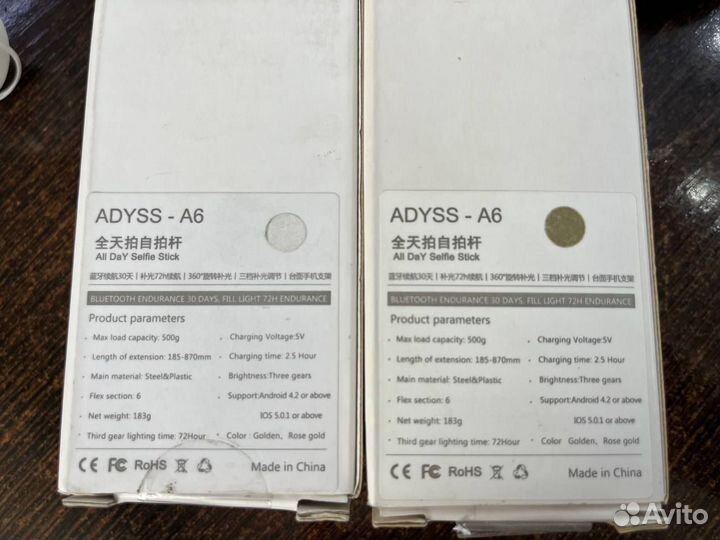 ADYSS - A6
全天拍自拍杆
All DaY Selfie Stick
蓝牙续航30天 | 补光72h续航 | 360°旋转补光 | 三档补光调节 | 台面手机支架
BLUETOOTH ENDURANCE 30 DAYS, FILL LIGHT 72H ENDURANCE
Product parameters
· Max load capacity: 500g
· Charging Voltage:5V
· Length of extension: 185-870mm
· Charging time: 2.5 Hour
· Main material: Steel&Plastic
· Brightness:Three gears
· Flex section: 6
· Support:Android 4.2 or above
· Net weight: 183g
IOS 5.0.1 or above
· Third gear lighting time: 72Hour
· Color : Golden、Rose gold
CE FC RoHS
Made in China
ADYSS - A6
全天拍自拍杆
All DaY Selfie Stick
蓝牙续航30天 | 补光72h续航 | 360°旋转补光 | 三档补光调节 | 台面手机支架
BLUETOOTH ENDURANCE 30 DAYS, FILL LIGHT 72H ENDURANCE
Product parameters
· Max load capacity: 500g
· Charging Voltage:5V
· Length of extension: 185-870mm
· Charging time: 2.5 Hour
· Main material: Steel&Plastic
· Brightness:Three gears
· Flex section: 6
· Support:Android 4.2 or above
· Net weight: 183g
IOS 5.0.1 or above
· Third gear lighting time: 72Hour
· Color : Golden、Rose gold
CE FC RoHS
Made in China
Avito